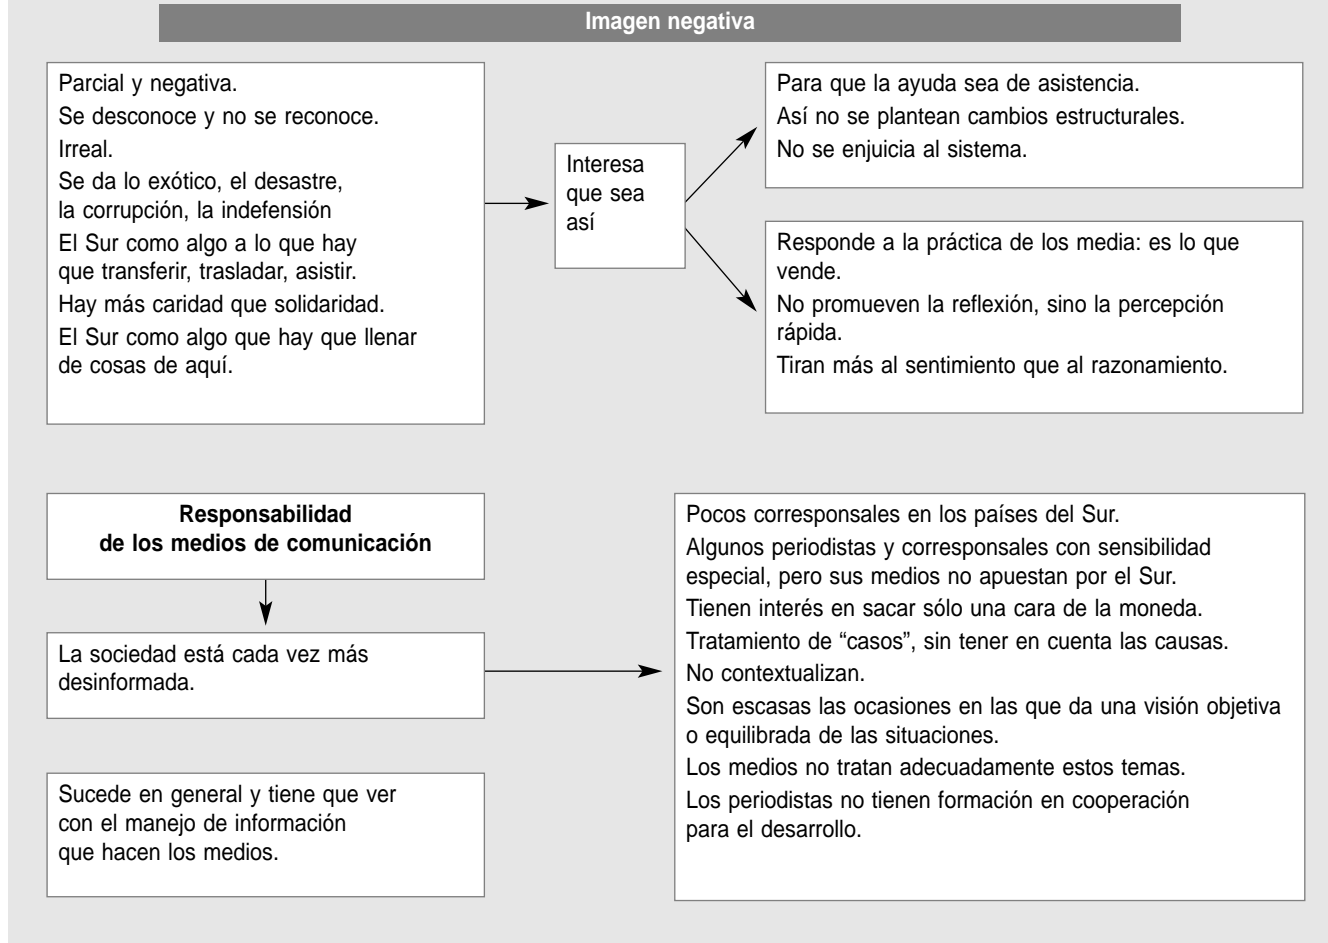 Imagen negativa
Parcial y negativa.
Se desconoce y no se reconoce.
Irreal.
Se da lo exótico, el desastre,
la corrupción, la indefensión
El Sur como algo a lo que hay
que transferir, trasladar, asistir.
Hay más caridad que solidaridad.
El Sur como algo que hay que llenar
de cosas de aquí.
Interesa
que sea
así
Para que la ayuda sea de asistencia.
Así no se plantean cambios estructurales.
No se enjuicia al sistema.
Responde a la práctica de los media: es lo que
vende.
No promueven la reflexión, sino la percepción
rápida.
Tiran más al sentimiento que al razonamiento.
Responsabilidad
de los medios de comunicación
La sociedad está cada vez más
desinformada.
Sucede en general y tiene que ver
con el manejo de información
que hacen los medios.
Pocos corresponsales en los países del Sur.
Algunos periodistas y corresponsales con sensibilidad
especial, pero sus medios no apuestan por el Sur.
Tienen interés en sacar sólo una cara de la moneda.
Tratamiento de “casos”, sin tener en cuenta las causas.
No contextualizan.
Son escasas las ocasiones en las que da una visión objetiva
o equilibrada de las situaciones.
Los medios no tratan adecuadamente estos temas.
Los periodistas no tienen formación en cooperación
para el desarrollo.